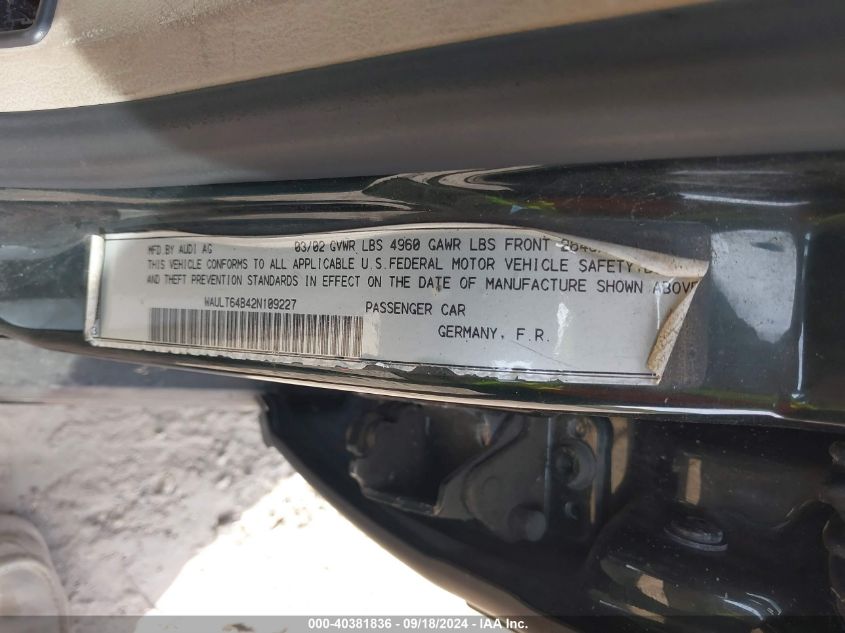 MFD.BY AUDI AG 03/02 GVWR LBS 4960 GAWR LBS FRONT
THIS VEHICLE CONFORMS TO ALL APPLICABLE U.S.FEDERAL MOTOR VEHICLE SAFETY,
AND THEFT PREVENTION STANDARDS IN EFFECT ON THE DATE OF MANUFACTURE SHOWN ABOVE
WAULT64B42N109227 PASSENGER CAR
GERMANY, F.R.
000-40381836 - 09/18/2024 - IAA Inc.